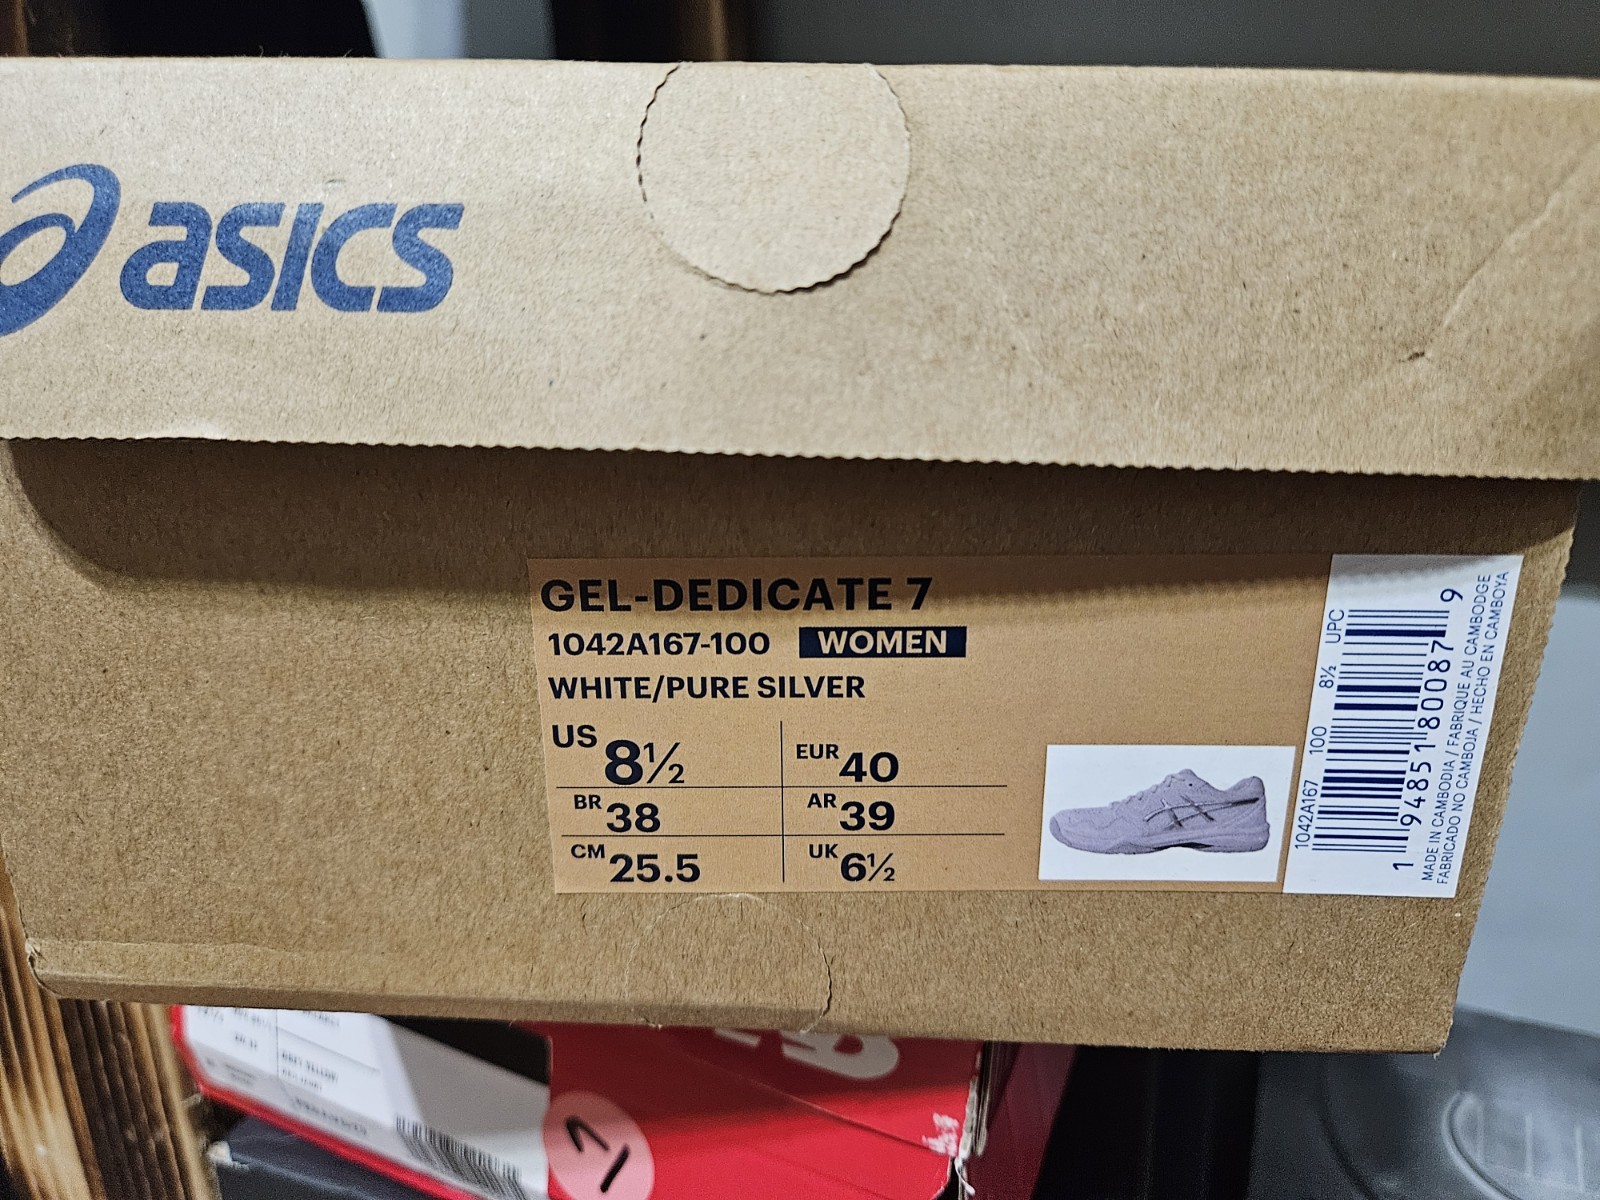 asics
GEL-DEDICATE 7
1042A167-100 WOMEN
WHITE/PURE SILVER
US 8½ EUR 40
BR 38 AR 39
CM 25.5 UK 6½
1042A167 100 8½ UPC
1 94851 80087 9
MADE IN CAMBODIA / FABRIQUE AU CAMBODGE
FABRICADO NO CAMBOJA / HECHO EN CAMBOYA